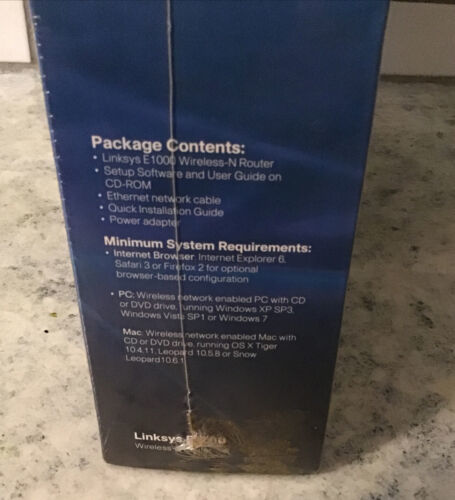 Package Contents:
• Linksys E1000 Wireless-N Router
• Setup Software and User Guide on
CD-ROM
• Ethernet network cable
• Quick Installation Guide
• Power adapter
Minimum System Requirements:
• Internet Browser: Internet Explorer 6,
Safari 3 or Firefox 2 for optional
browser-based configuration
• PC: Wireless network enabled PC with CD
or DVD drive, running Windows XP SP3,
Windows Vista SP1 or Windows 7
Mac: Wireless network enabled Mac with
CD or DVD drive, running OS X Tiger
10.4.11, Leopard 10.5.8 or Snow
Leopard 10.6.1
Linksys
Wireless-